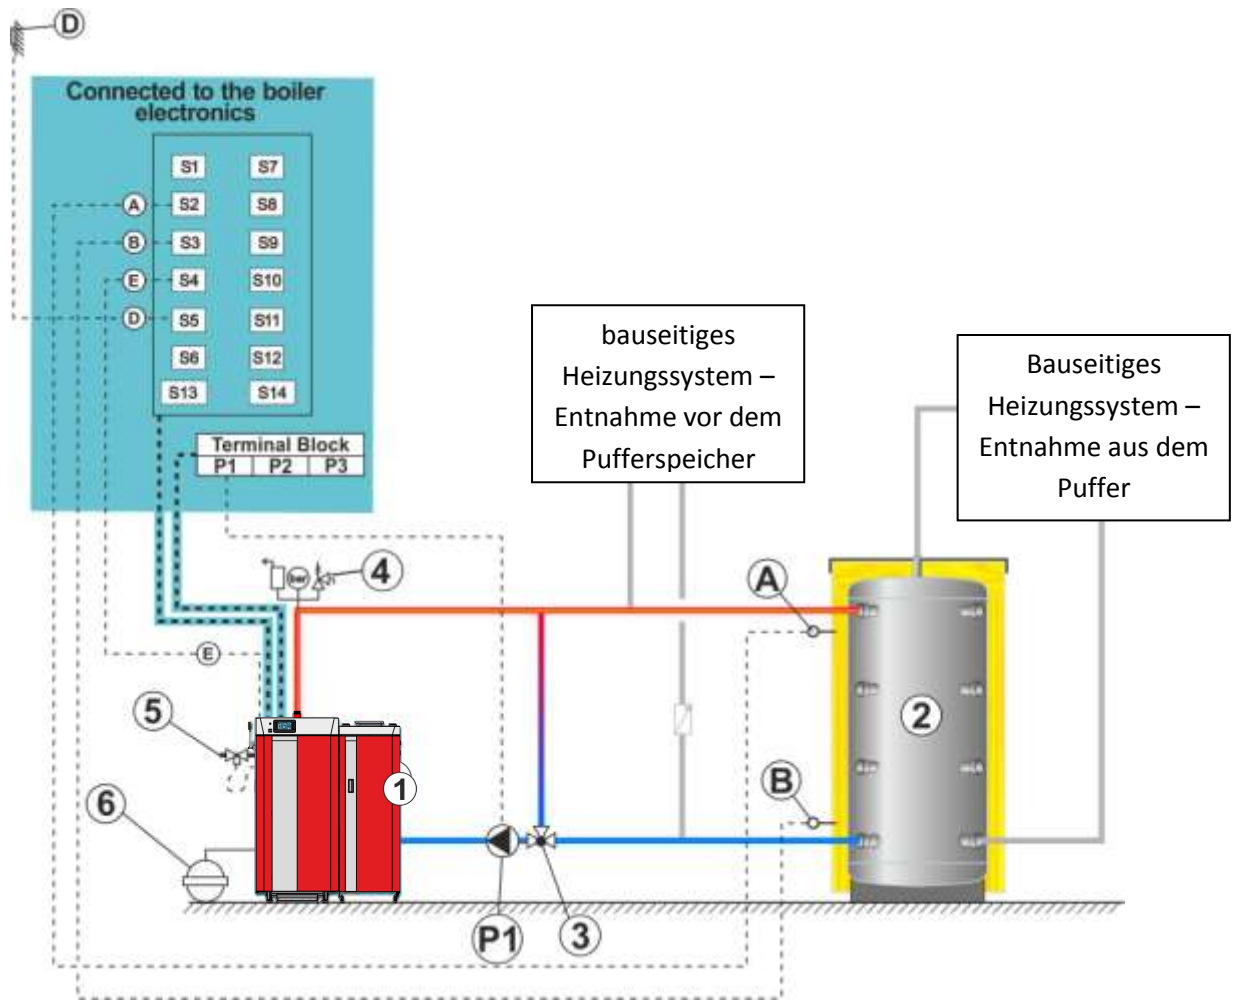 D
Connected to the boiler
electronics
S1 S7
A S2 S8
B S3 S9
E S4 S10
D S5 S11
S6 S12
S13 S14
Terminal Block
P1 P2 P3
bauseitiges
Heizungssystem –
Entnahme vor dem
Pufferspeicher
Bauseitiges
Heizungssystem –
Entnahme aus dem
Puffer
bar
4
A
E
5
2
1
B
6
P1
3